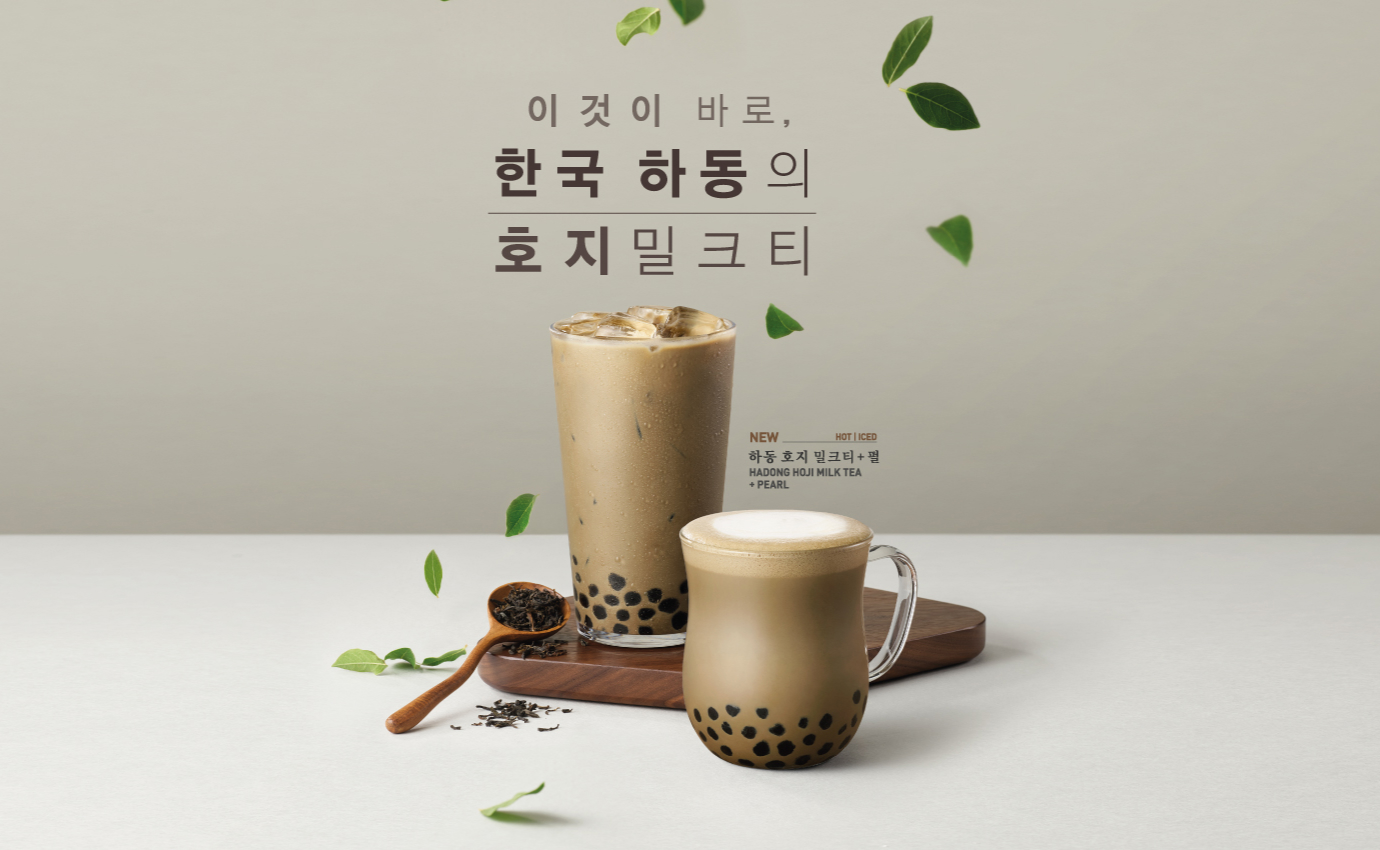 이것이 바로,
한국 하동의
호지밀크티
NEW HOT | ICED
하동 호지 밀크티 + 펄
HADONG HOJI MILK TEA
+ PEARL